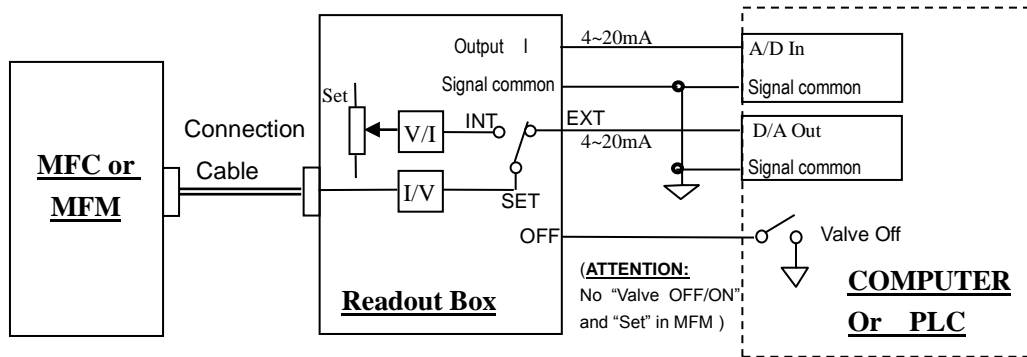 MFC or
MFM
Connection
Cable
Set
V/I
I/V
INT
SET
Output I
Signal common
EXT
OFF
Readout Box
4~20mA
4~20mA
(ATTENTION:
No “Valve OFF/ON”
and “Set” in MFM )
A/D In
Signal common
D/A Out
Signal common
Valve Off
COMPUTER
Or PLC